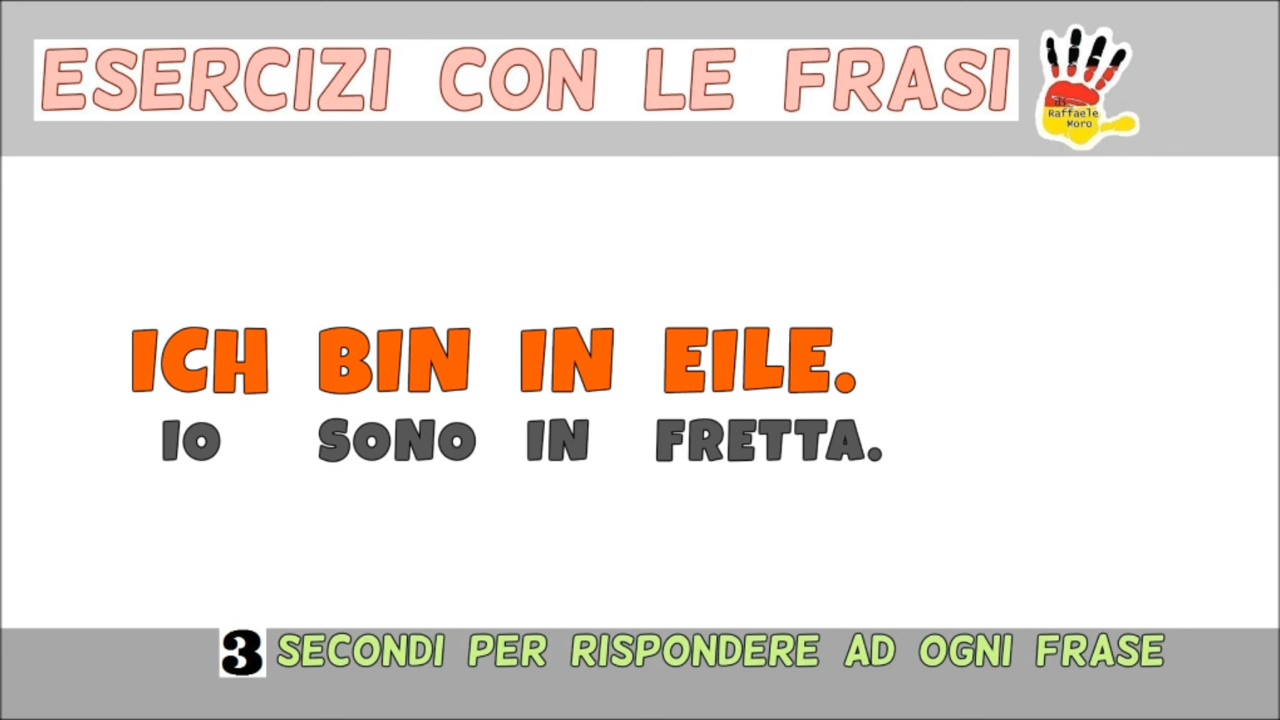 ESERCIZI CON LE FRASI
Raffaele
Moro
ICH BIN IN EILE.
IO SONO IN FRETTA.
3 SECONDI PER RISPONDERE AD OGNI FRASE